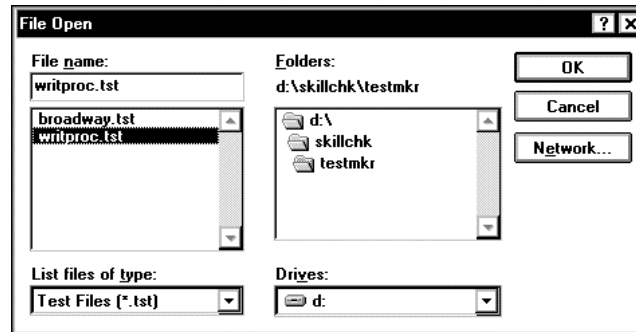 File Open
File name:
writproc.tst
broadway.tst
writproc.tst
List files of type:
Test Files (*.tst)
Folders:
d:\skillchk\testmkr
d:\
skillchk
testmkr
Drives:
d:
OK
Cancel
Network...